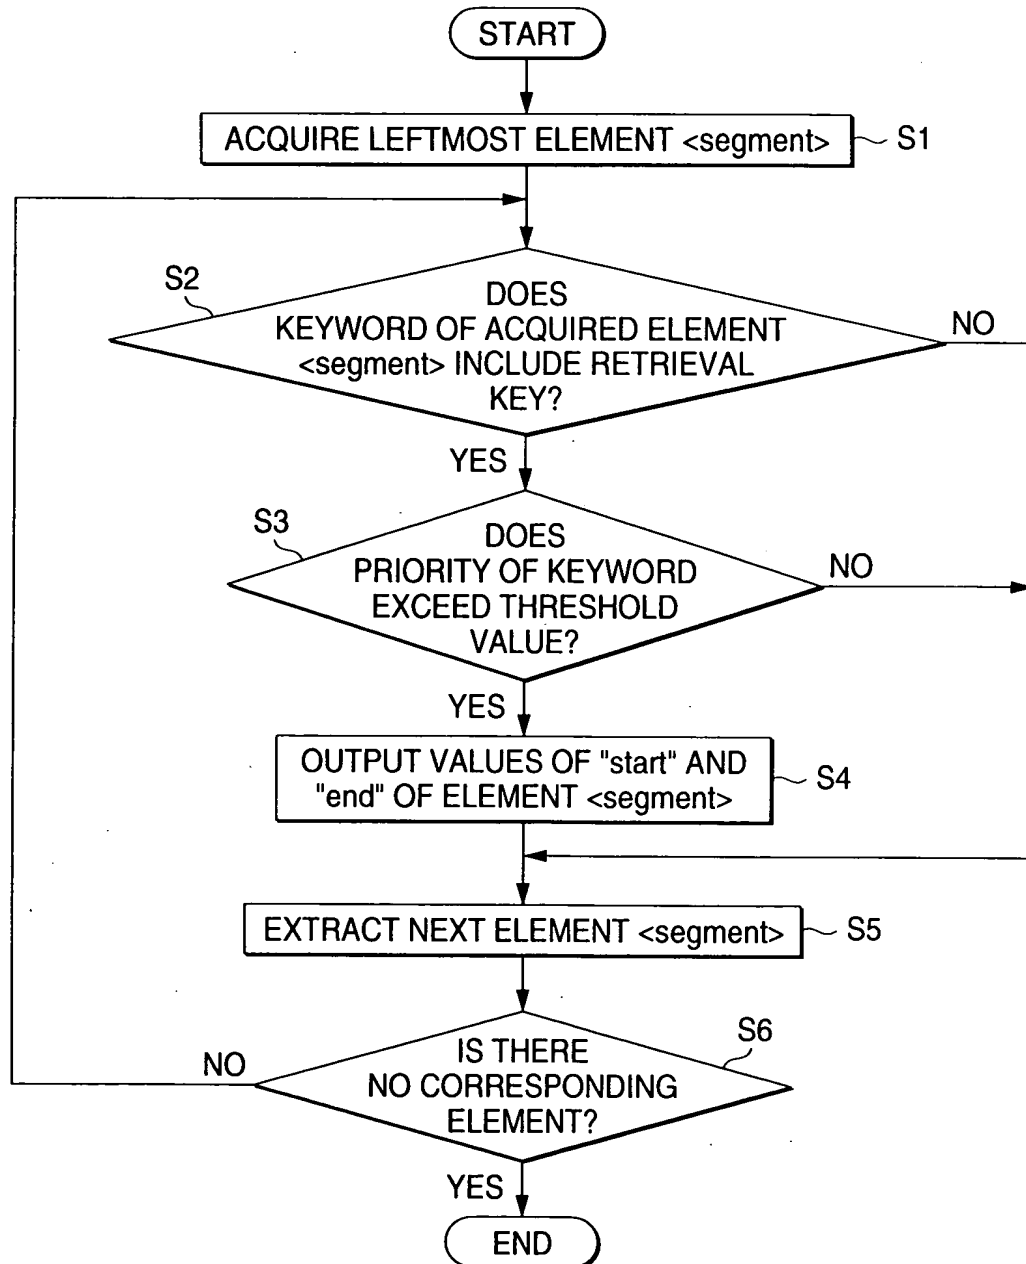 START
ACQUIRE LEFTMOST ELEMENT <segment>
S1
S2
DOES
KEYWORD OF ACQUIRED ELEMENT
<segment> INCLUDE RETRIEVAL
KEY?
NO
YES
S3
DOES
PRIORITY OF KEYWORD
EXCEED THRESHOLD
VALUE?
NO
YES
OUTPUT VALUES OF "start" AND
"end" OF ELEMENT <segment>
S4
EXTRACT NEXT ELEMENT <segment>
S5
S6
IS THERE
NO CORRESPONDING
ELEMENT?
NO
YES
END